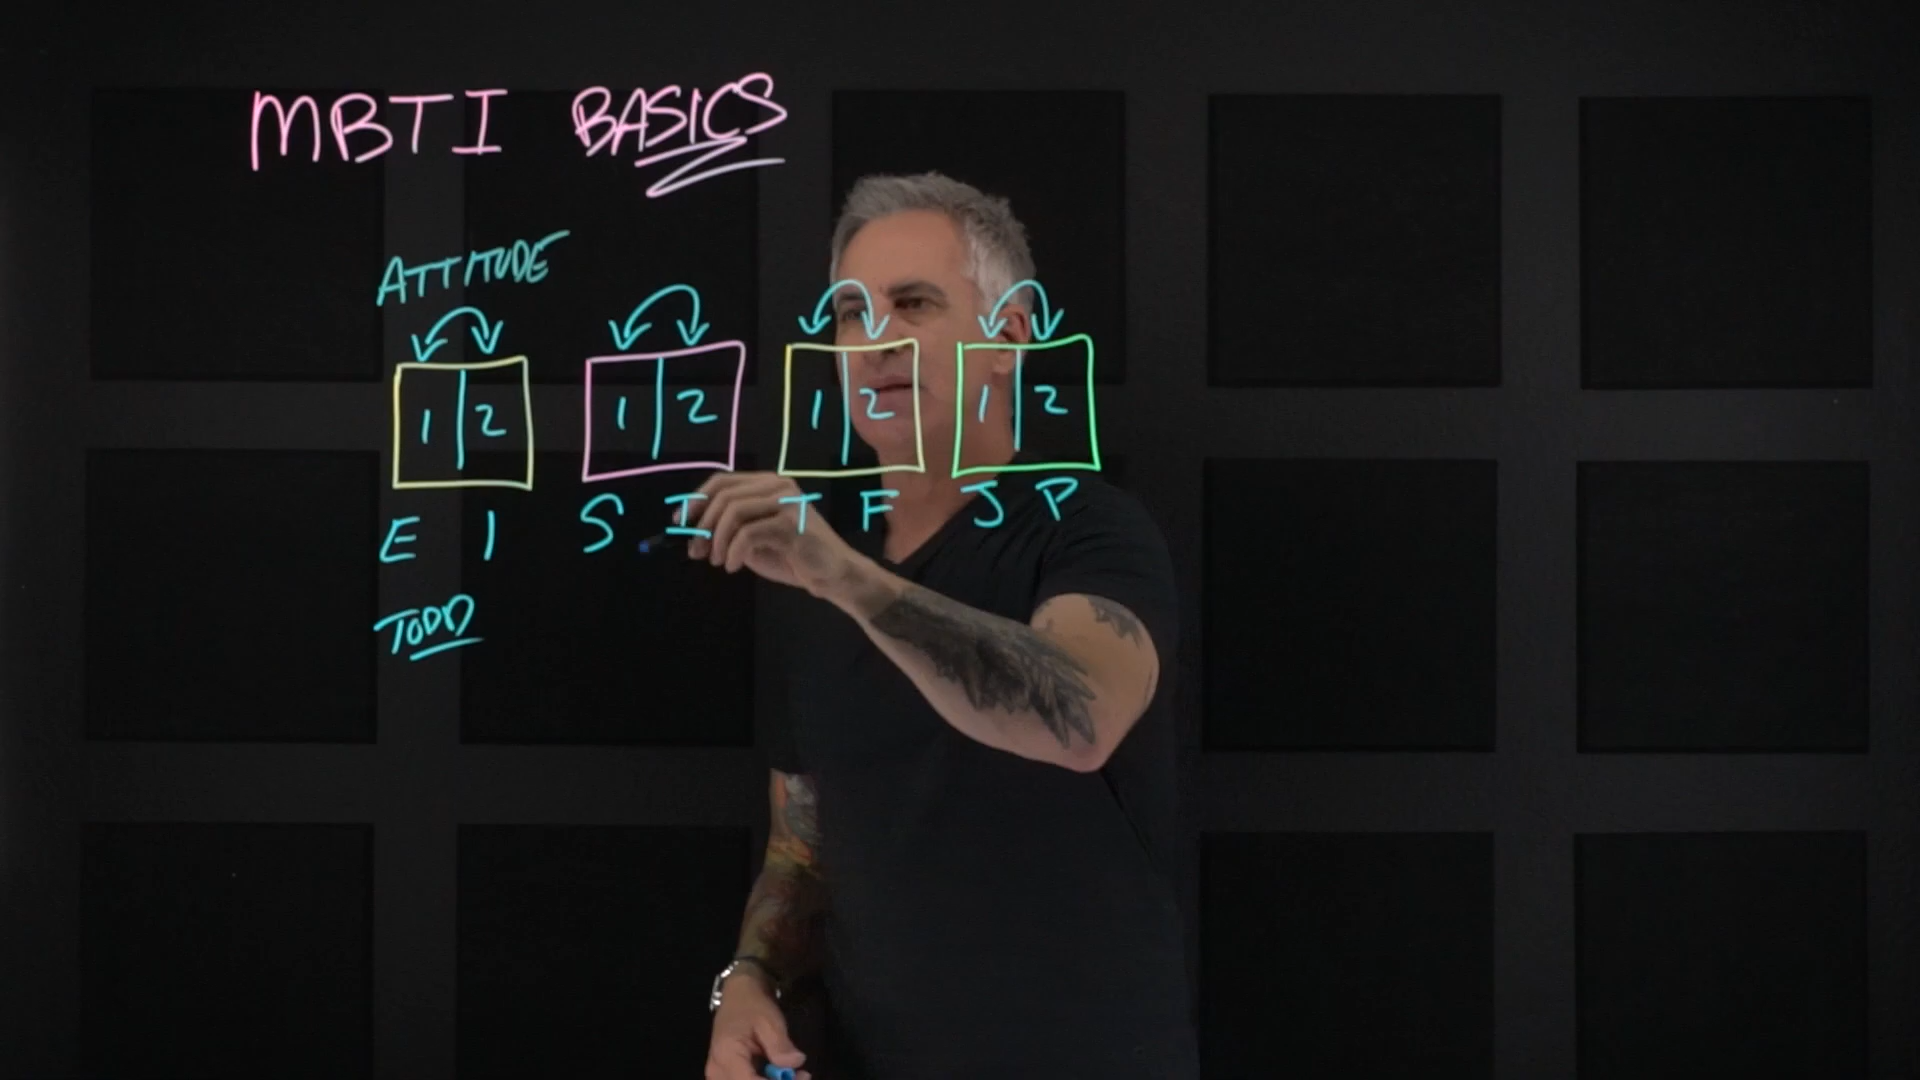 MBTI BASICS
ATTITUDE
1 2 1 2 1 2 1 2
E I S I T F J P
TODD